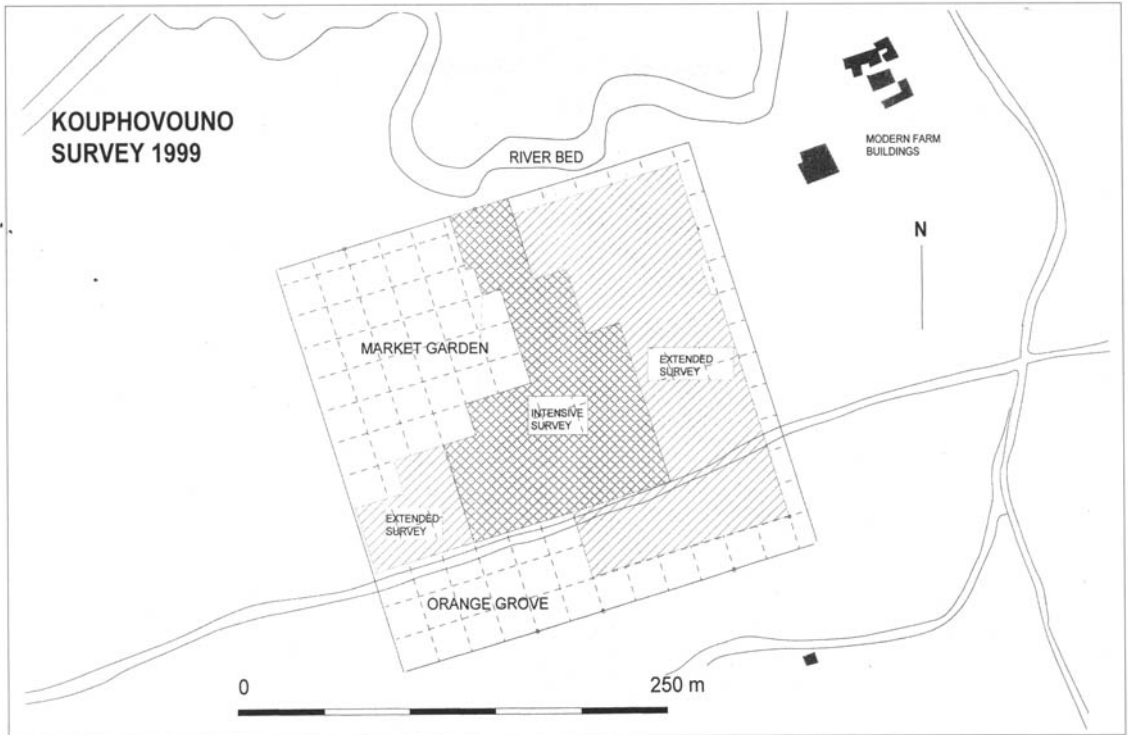 KOUPHOVOUNO
SURVEY 1999
RIVER BED
MODERN FARM
BUILDINGS
N
MARKET GARDEN
EXTENDED
SURVEY
INTENSIVE
SURVEY
EXTENDED
SURVEY
ORANGE GROVE
0
250 m